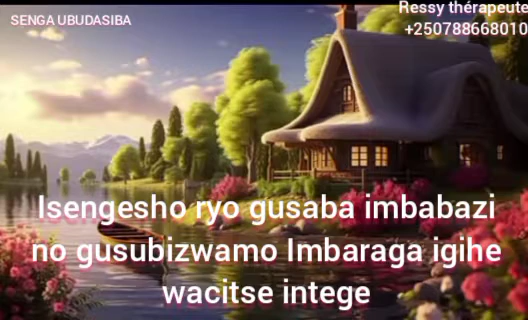 SENGA UBUDASIBA
Ressy thérapeute
+250788668010
Isengesho ryo gusaba imbabazi
no gusubizwamo Imbaraga igihe
wacitse intege